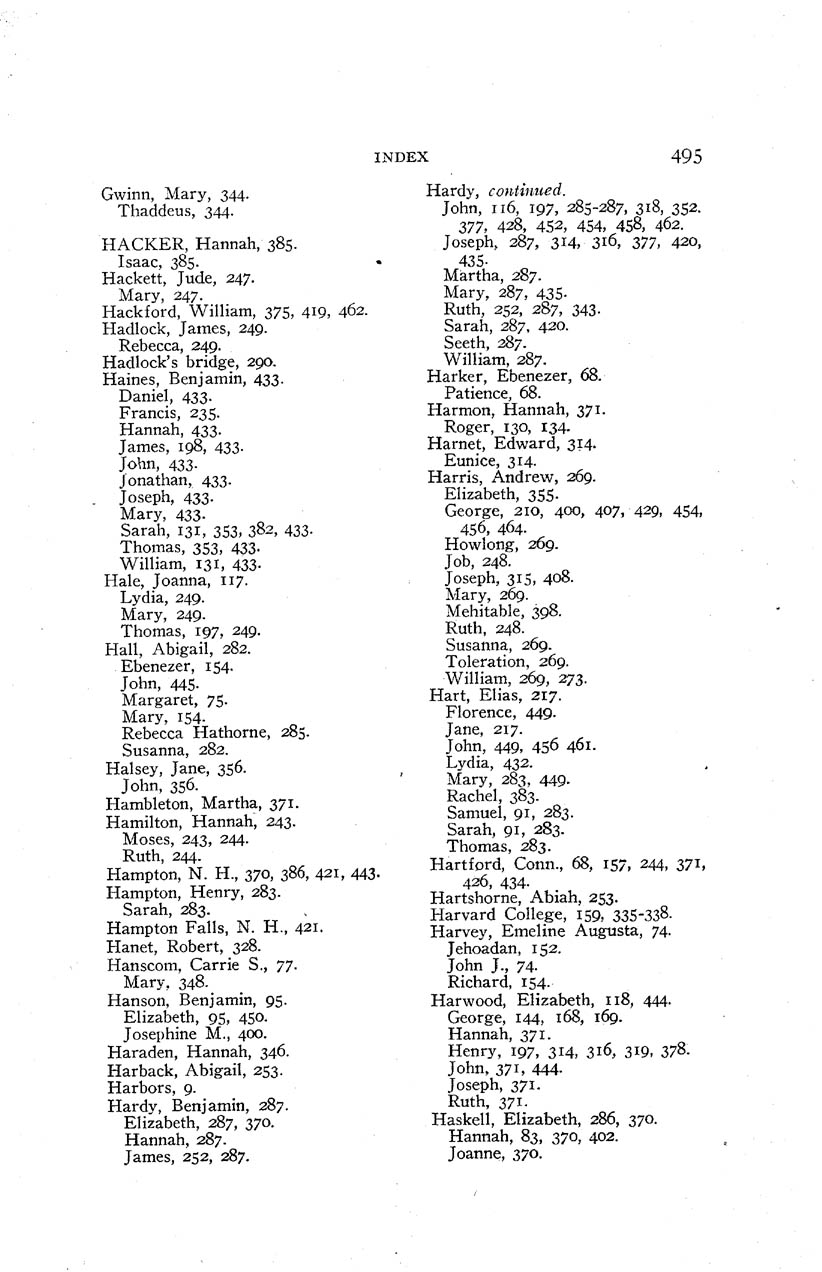 INDEX 495
Gwinn, Mary, 344.
Thaddeus, 344.
HACKER, Hannah, 385.
Isaac, 385.
Hackett, Jude, 247.
Mary, 247.
Hackford, William, 375, 419, 462.
Hadlock, James, 249.
Rebecca, 249.
Hadlock's bridge, 290.
Haines, Benjamin, 433.
Daniel, 433.
Francis, 235.
Hannah, 433.
James, 198, 433.
John, 433.
Jonathan, 433.
Joseph, 433.
Mary, 433.
Sarah, 131, 353, 382, 433.
Thomas, 353, 433.
William, 131, 433.
Hale, Joanna, 117.
Lydia, 249.
Mary, 249.
Thomas, 197, 249.
Hall, Abigail, 282.
Ebenezer, 154.
John, 445.
Margaret, 75.
Mary, 154.
Rebecca Hathorne, 285.
Susanna, 282.
Halsey, Jane, 356.
John, 356.
Hambleton, Martha, 371.
Hamilton, Hannah, 243.
Moses, 243, 244.
Ruth, 244.
Hampton, N. H., 370, 386, 421, 443.
Hampton, Henry, 283.
Sarah, 283.
Hampton Falls, N. H., 421.
Hanet, Robert, 328.
Hanscom, Carrie S., 77.
Mary, 348.
Hanson, Benjamin, 95.
Elizabeth, 95, 450.
Josephine M., 400.
Haraden, Hannah, 346.
Harback, Abigail, 253.
Harbors, 9.
Hardy, Benjamin, 287.
Elizabeth, 287, 370.
Hannah, 287.
James, 252, 287.
Hardy, continued.
John, 116, 197, 285-287, 318, 352.
377, 428, 452, 454, 458, 462.
Joseph, 287, 314, 316, 377, 420,
435.
Martha, 287.
Mary, 287, 435.
Ruth, 252, 287, 343.
Sarah, 287, 420.
Seeth, 287.
William, 287.
Harker, Ebenezer, 68.
Patience, 68.
Harmon, Hannah, 371.
Roger, 130, 134.
Harnet, Edward, 314.
Eunice, 314.
Harris, Andrew, 269.
Elizabeth, 355.
George, 210, 400, 407, 429, 454,
456, 464.
Howlong, 269.
Job, 248.
Joseph, 315, 408.
Mary, 269.
Mehitable, 398.
Ruth, 248.
Susanna, 269.
Toleration, 269.
William, 269, 273.
Hart, Elias, 217.
Florence, 449.
Jane, 217.
John, 449, 456 461.
Lydia, 432.
Mary, 283, 449.
Rachel, 383.
Samuel, 91, 283.
Sarah, 91, 283.
Thomas, 283.
Hartford, Conn., 68, 157, 244, 371,
426, 434.
Hartshorne, Abiah, 253.
Harvard College, 159, 335-338.
Harvey, Emeline Augusta, 74.
Jehoadan, 152.
John J., 74.
Richard, 154.
Harwood, Elizabeth, 118, 444.
George, 144, 168, 169.
Hannah, 371.
Henry, 197, 314, 316, 319, 378.
John, 371, 444.
Joseph, 371.
Ruth, 371.
Haskell, Elizabeth, 286, 370.
Hannah, 83, 370, 402.
Joanne, 370.